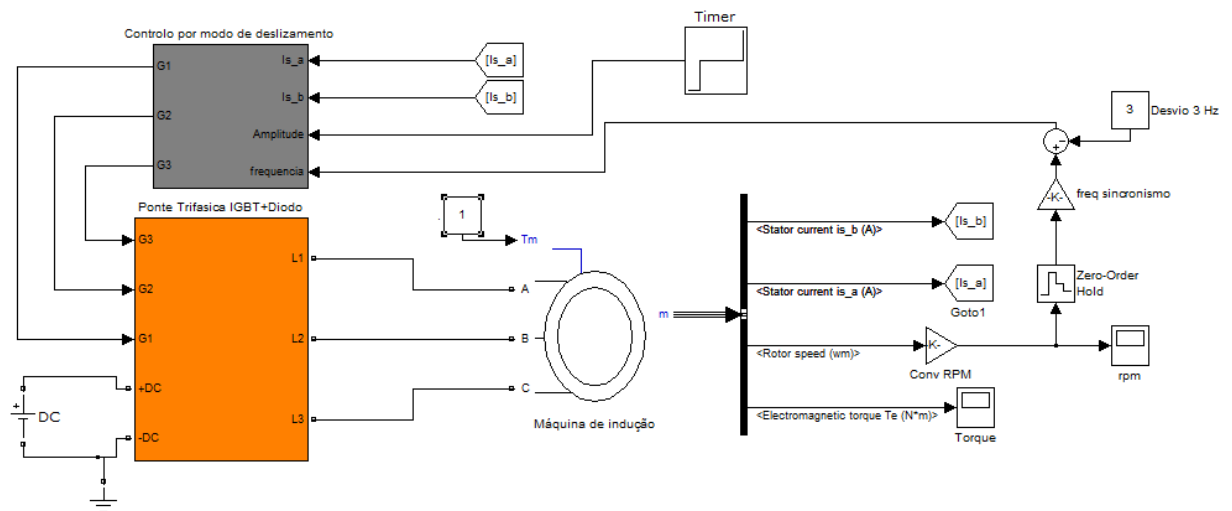 Timer
Controlo por modo de deslizamento
G1
Is_a
[Is_a]
Is_b
[Is_b]
G2
Amplitude
3
Desvio 3 Hz
G3
frequencia
-
+
-K-
freq sincronismo
Ponte Trifasica IGBT+Diodo
1
Tm
[Is_b]
<Stator current is_b (A)>
G3
L1
Zero-Order
Hold
G2
A
[Is_a]
<Stator current is_a (A)>
Goto1
m
G1
L2
B
-K-
<Rotor speed (wm)>
Conv RPM
rpm
+DC
C
+
DC
L3
<Electromagnetic torque Te (N*m)>
Máquina de indução
Torque
-DC